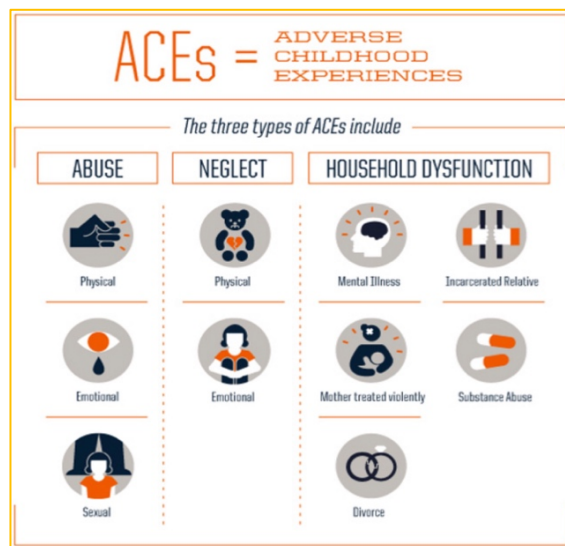 ACEs = ADVERSE
CHILDHOOD
EXPERIENCES
The three types of ACEs include
ABUSE
NEGLECT
HOUSEHOLD DYSFUNCTION
Physical
Physical
Mental Illness
Incarcerated Relative
Emotional
Emotional
Mother treated violently
Substance Abuse
Sexual
Divorce